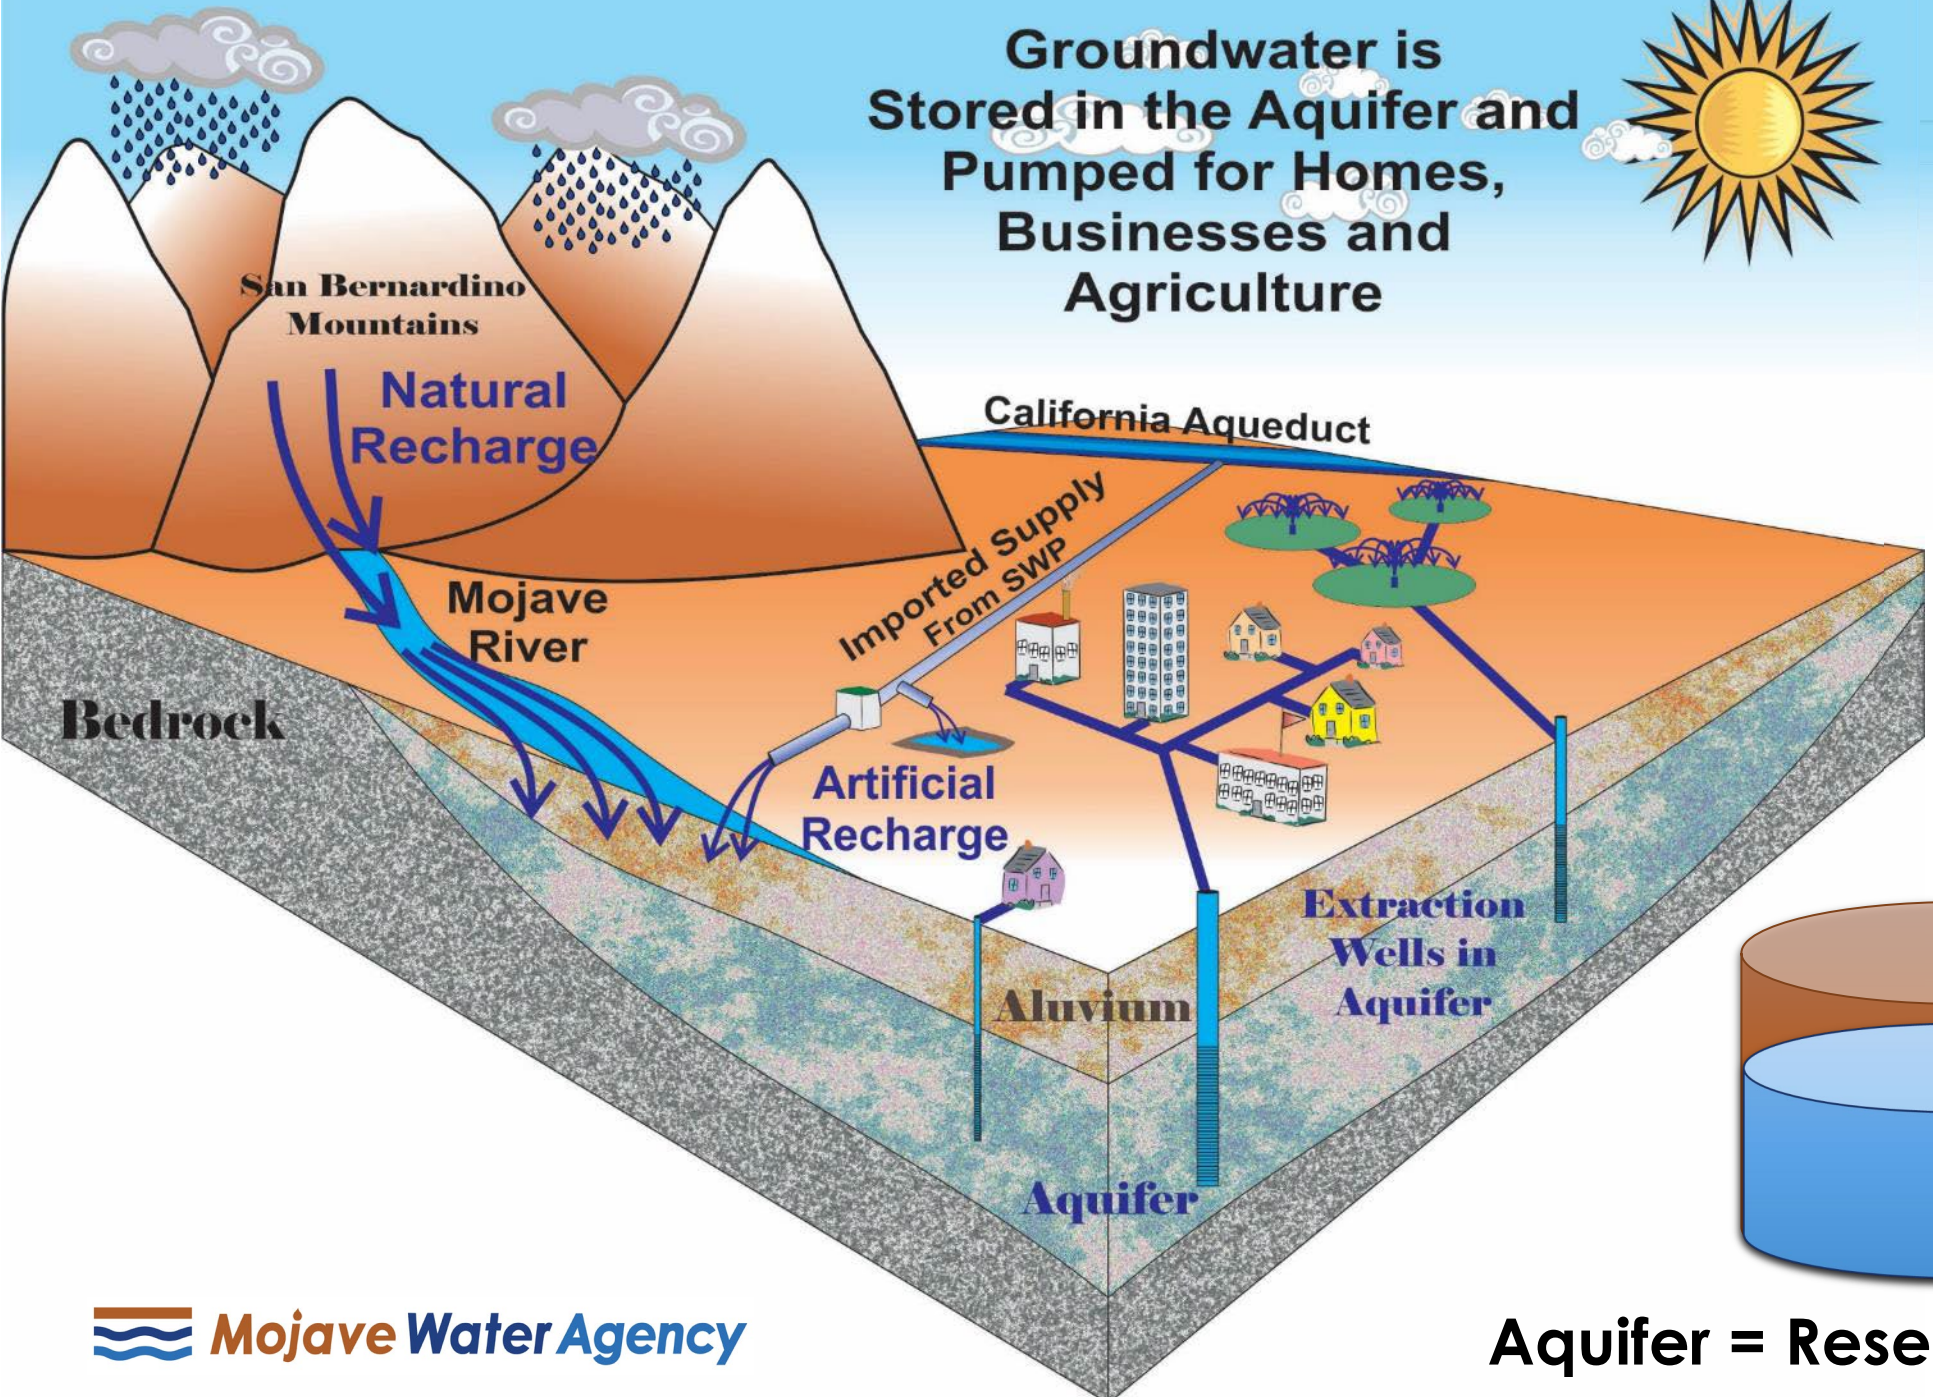 Groundwater is
Stored in the Aquifer and
Pumped for Homes,
Businesses and
Agriculture
San Bernardino
Mountains
Natural
Recharge
California Aqueduct
Imported Supply
From SWP
Mojave
River
Bedrock
Artificial
Recharge
Extraction
Wells in
Aquifer
Aluvium
Aquifer
Mojave Water Agency
Aquifer = Rese